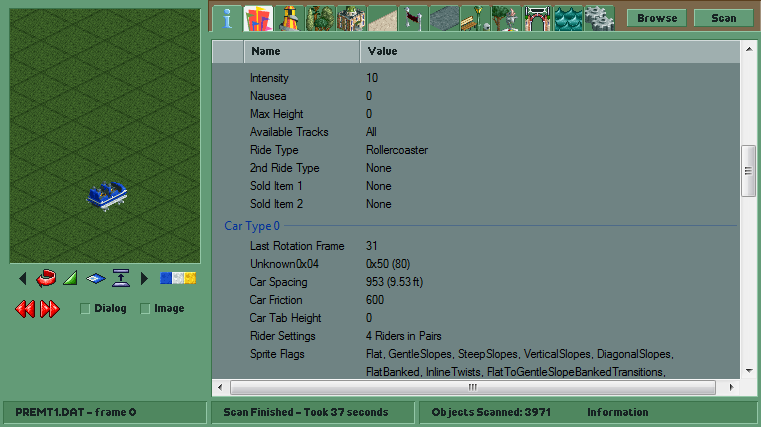 Browse
Scan
Name Value
Intensity 10
Nausea 0
Max Height 0
Available Tracks All
Ride Type Rollercoaster
2nd Ride Type None
Sold Item 1 None
Sold Item 2 None
Car Type 0
Last Rotation Frame 31
Unknown0x04 0x50 (80)
Car Spacing 953 (9.53 ft)
Car Friction 600
Car Tab Height 0
Rider Settings 4 Riders in Pairs
Sprite Flags Flat, GentleSlopes, SteepSlopes, VerticalSlopes, DiagonalSlopes,
FlatBanked, InlineTwists, FlatToGentleSlopeBankedTransitions,
Dialog Image
PREMT1.DAT - frame 0
Scan Finished - Took 37 seconds
Objects Scanned: 3971
Information